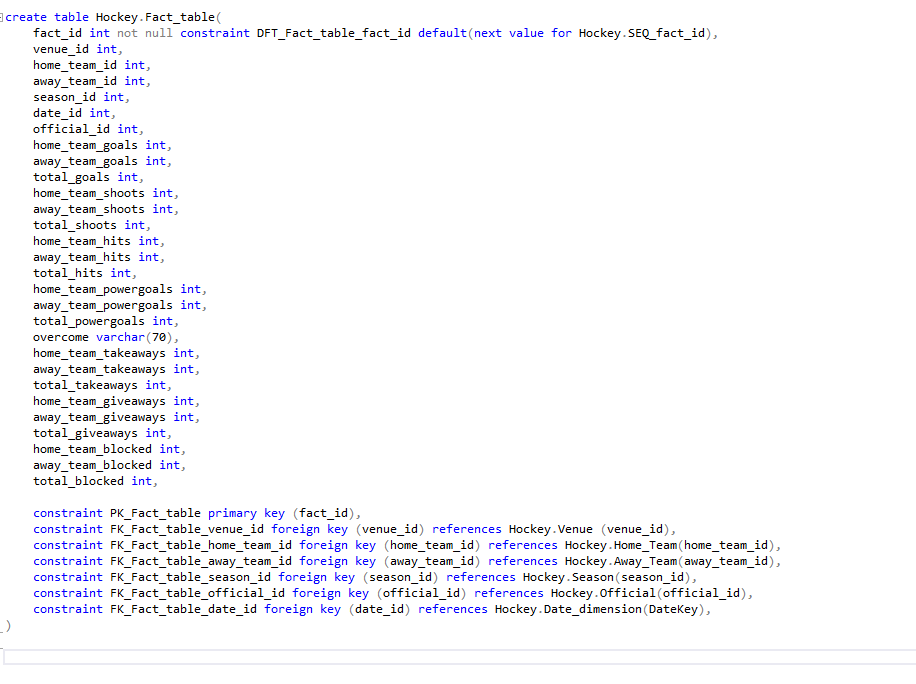 create table Hockey.Fact_table(
fact_id int not null constraint DFT_Fact_table_fact_id default(next value for Hockey.SEQ_fact_id),
venue_id int,
home_team_id int,
away_team_id int,
season_id int,
date_id int,
official_id int,
home_team_goals int,
away_team_goals int,
total_goals int,
home_team_shoots int,
away_team_shoots int,
total_shoots int,
home_team_hits int,
away_team_hits int,
total_hits int,
home_team_powergoals int,
away_team_powergoals int,
total_powergoals int,
overcome varchar(70),
home_team_takeaways int,
away_team_takeaways int,
total_takeaways int,
home_team_giveaways int,
away_team_giveaways int,
total_giveaways int,
home_team_blocked int,
away_team_blocked int,
total_blocked int,
constraint PK_Fact_table primary key (fact_id),
constraint FK_Fact_table_venue_id foreign key (venue_id) references Hockey.Venue (venue_id),
constraint FK_Fact_table_home_team_id foreign key (home_team_id) references Hockey.Home_Team(home_team_id),
constraint FK_Fact_table_away_team_id foreign key (away_team_id) references Hockey.Away_Team(away_team_id),
constraint FK_Fact_table_season_id foreign key (season_id) references Hockey.Season(season_id),
constraint FK_Fact_table_official_id foreign key (official_id) references Hockey.Official(official_id),
constraint FK_Fact_table_date_id foreign key (date_id) references Hockey.Date_dimension(DateKey),
)